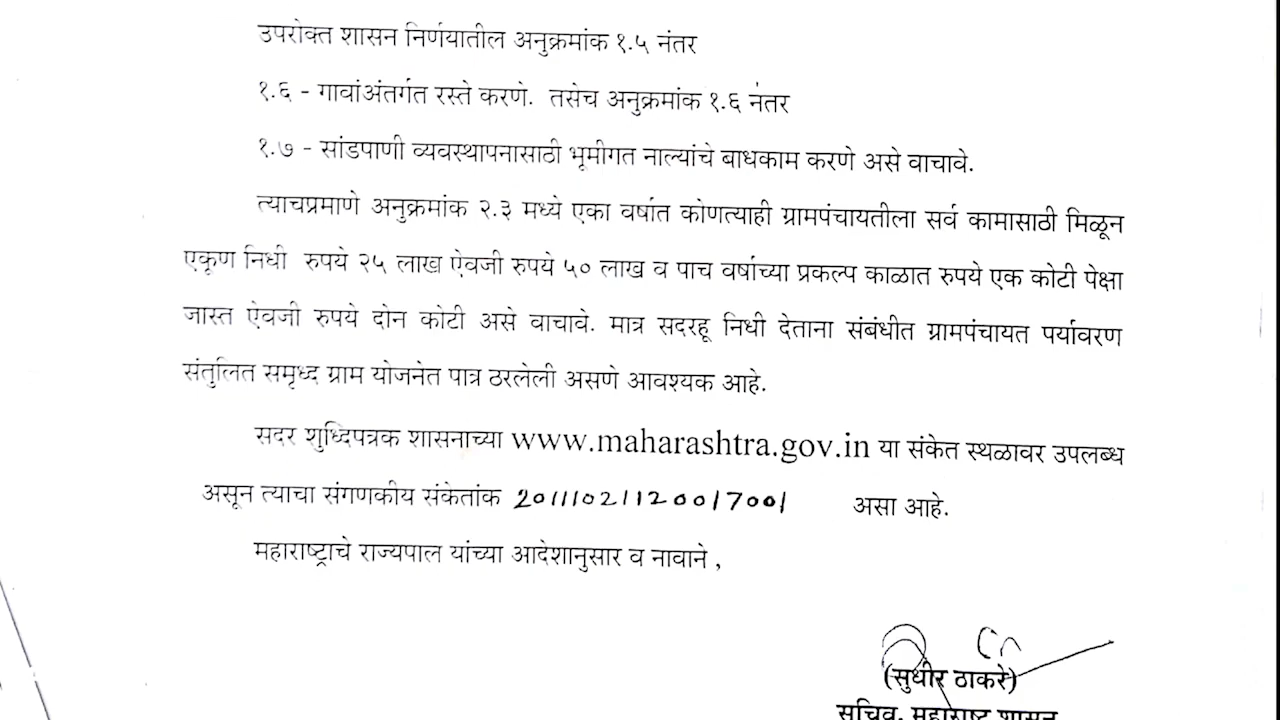 उपरोक्त शासन निर्णयातील अनुक्रमांक १.५ नंतर
१.६ - गावांअंतर्गत रस्ते करणे. तसेच अनुक्रमांक १.६ नंतर
१.७ - सांडपाणी व्यवस्थापनासाठी भूमीगत नाल्यांचे बाधकाम करणे असे वाचावे.
त्याचप्रमाणे अनुक्रमांक २.३ मध्ये एका वर्षात कोणत्याही ग्रामपंचायतीला सर्व कामासाठी मिळून
एकूण निधी रुपये २५ लाख ऐवजी रुपये ५० लाख व पाच वर्षाच्या प्रकल्प काळात रुपये एक कोटी पेक्षा
जास्त ऐवजी रुपये दोन कोटी असे वाचावे. मात्र सदरहू निधी देताना संबंधीत ग्रामपंचायत पर्यावरण
संतुलित समृध्द ग्राम योजनेत पात्र ठरलेली असणे आवश्यक आहे.
सदर शुध्दिपत्रक शासनाच्या www.maharashtra.gov.in या संकेत स्थळावर उपलब्ध
असून त्याचा संगणकीय संकेतांक 20111021120017001 असा आहे.
महाराष्ट्राचे राज्यपाल यांच्या आदेशानुसार व नावाने ,
(सुधीर ठाकरे)
सचिव, महाराष्ट्र शासन